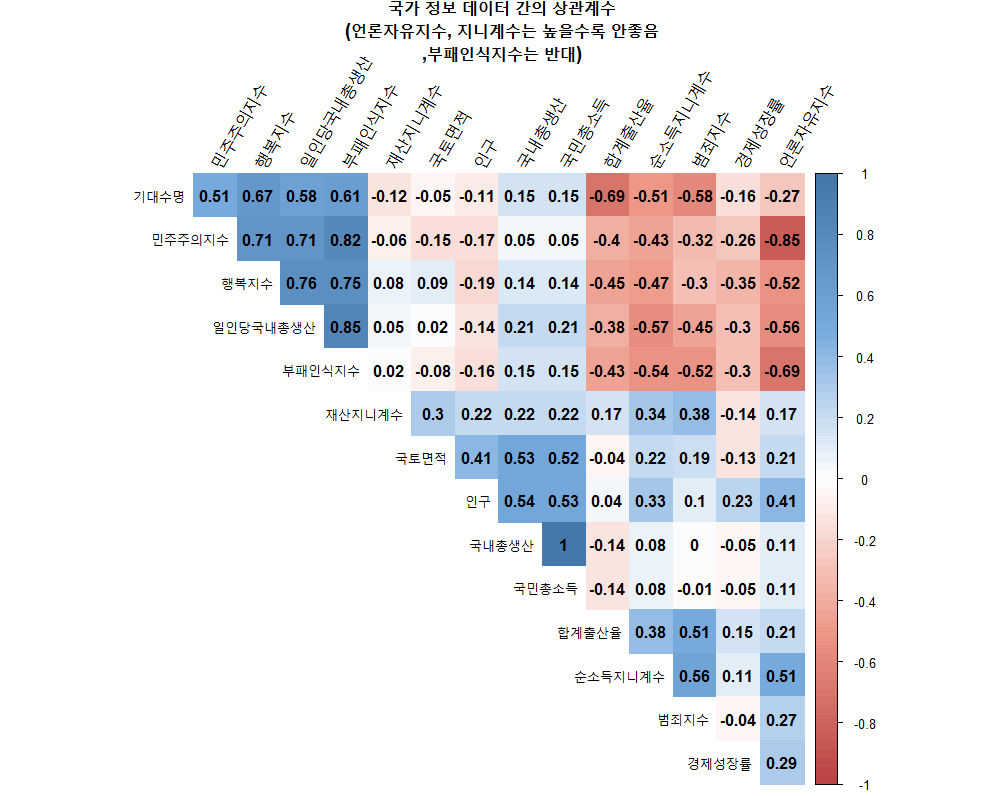 국가 정보 데이터 간의 상관계수
(언론자유지수, 지니계수는 높을수록 안좋음
,부패인식지수는 반대)
민주주의지수 행복지수 일인당국내총생산 부패인식지수 재산지니계수 국토면적 인구 국내총생산 국민총소득 합계출산율 순소득지니계수 범죄지수 경제성장률 언론자유지수
기대수명 0.51 0.67 0.58 0.61 -0.12 -0.05 -0.11 0.15 0.15 -0.69 -0.51 -0.58 -0.16 -0.27
민주주의지수 0.71 0.71 0.82 -0.06 -0.15 -0.17 0.05 0.05 -0.4 -0.43 -0.32 -0.26 -0.85
행복지수 0.76 0.75 0.08 0.09 -0.19 0.14 0.14 -0.45 -0.47 -0.3 -0.35 -0.52
일인당국내총생산 0.85 0.05 0.02 -0.14 0.21 0.21 -0.38 -0.57 -0.45 -0.3 -0.56
부패인식지수 0.02 -0.08 -0.16 0.15 0.15 -0.43 -0.54 -0.52 -0.3 -0.69
재산지니계수 0.3 0.22 0.22 0.22 0.17 0.34 0.38 -0.14 0.17
국토면적 0.41 0.53 0.52 -0.04 0.22 0.19 -0.13 0.21
인구 0.54 0.53 0.04 0.33 0.1 0.23 0.41
국내총생산 1 -0.14 0.08 0 -0.05 0.11
국민총소득 -0.14 0.08 -0.01 -0.05 0.11
합계출산율 0.38 0.51 0.15 0.21
순소득지니계수 0.56 0.11 0.51
범죄지수 -0.04 0.27
경제성장률 0.29
1
0.8
0.6
0.4
0.2
0
-0.2
-0.4
-0.6
-0.8
-1